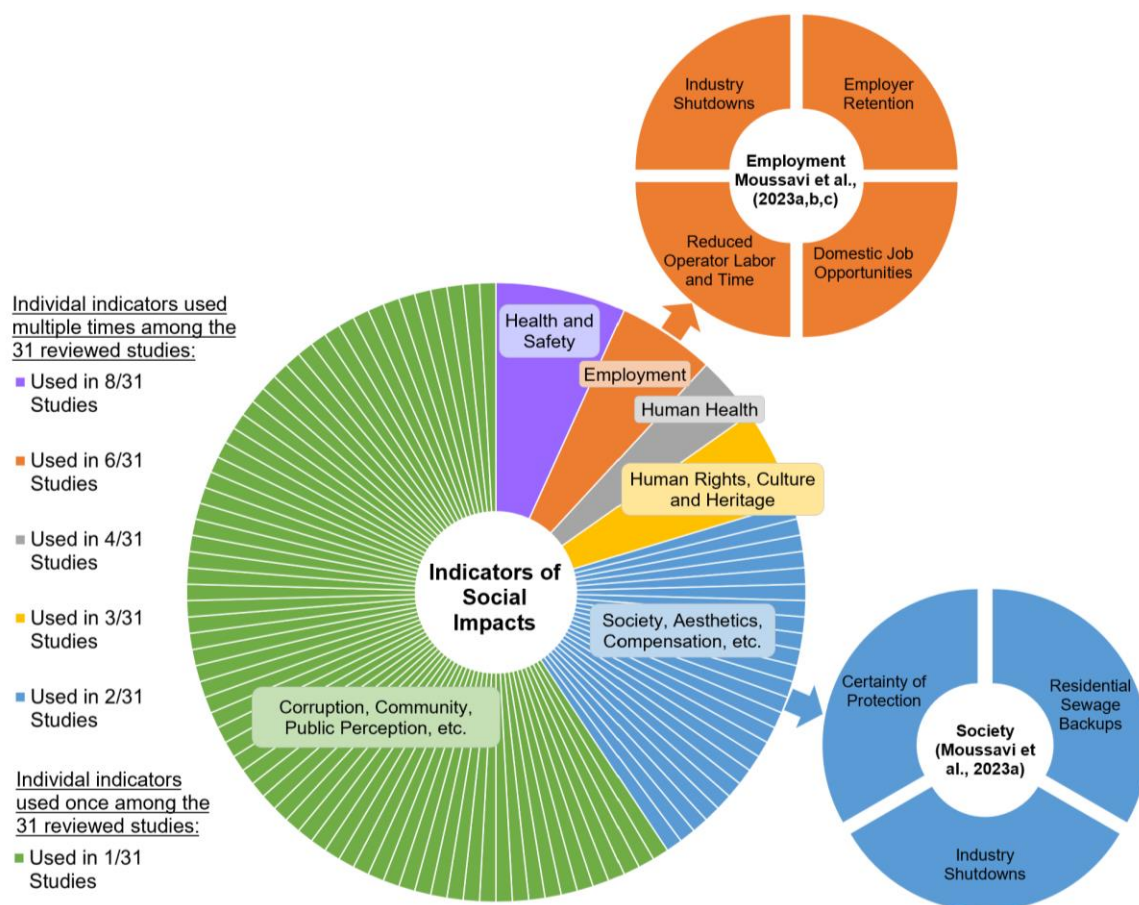 Industry
Shutdowns
Employer
Retention
Employment
Moussavi et al.,
(2023a,b,c)
Reduced
Operator Labor
and Time
Domestic Job
Opportunities
Individal indicators used
multiple times among the
31 reviewed studies:
Used in 8/31
Studies
Used in 6/31
Studies
Used in 4/31
Studies
Used in 3/31
Studies
Used in 2/31
Studies
Individal indicators
used once among the
31 reviewed studies:
Used in 1/31
Studies
Health and
Safety
Employment
Human Health
Human Rights, Culture
and Heritage
Indicators of
Social
Impacts
Society, Aesthetics,
Compensation, etc.
Corruption, Community,
Public Perception, etc.
Certainty of
Protection
Residential
Sewage
Backups
Society
(Moussavi et
al., 2023a)
Industry
Shutdowns